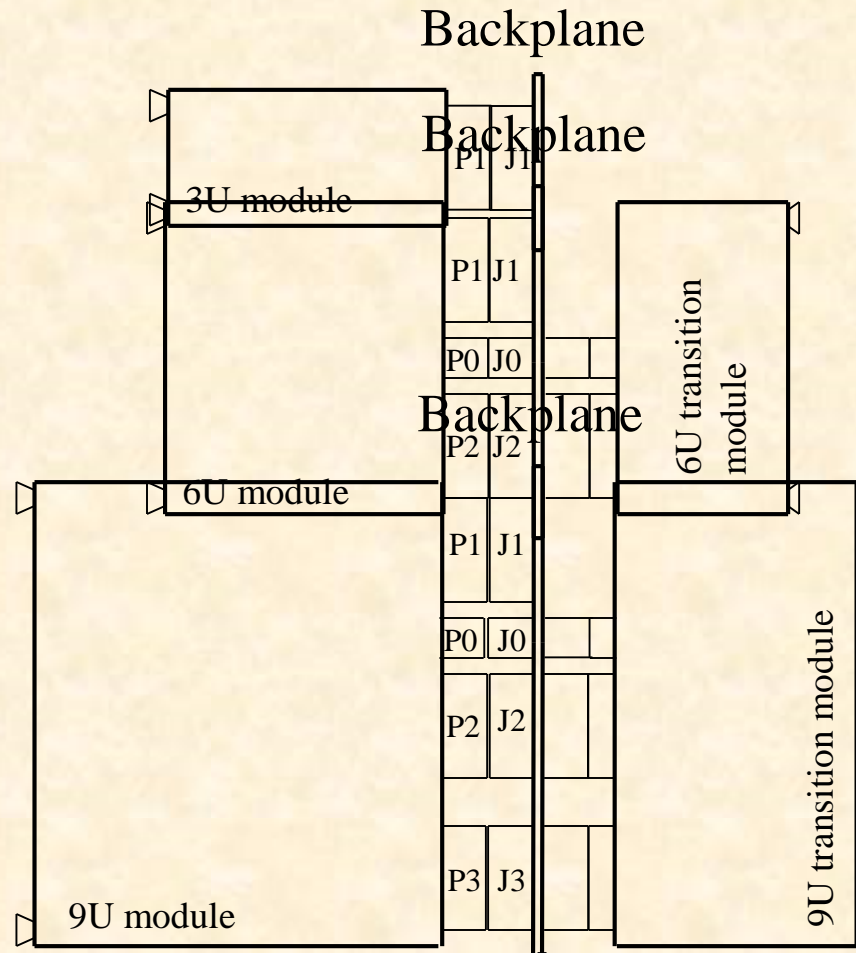 Backplane
Backplane
P1 J1
3U module
P1 J1
P0 J0
6U transition
module
Backplane
P2 J2
6U module
P1 J1
P0 J0
9U transition module
P2 J2
P3 J3
9U module